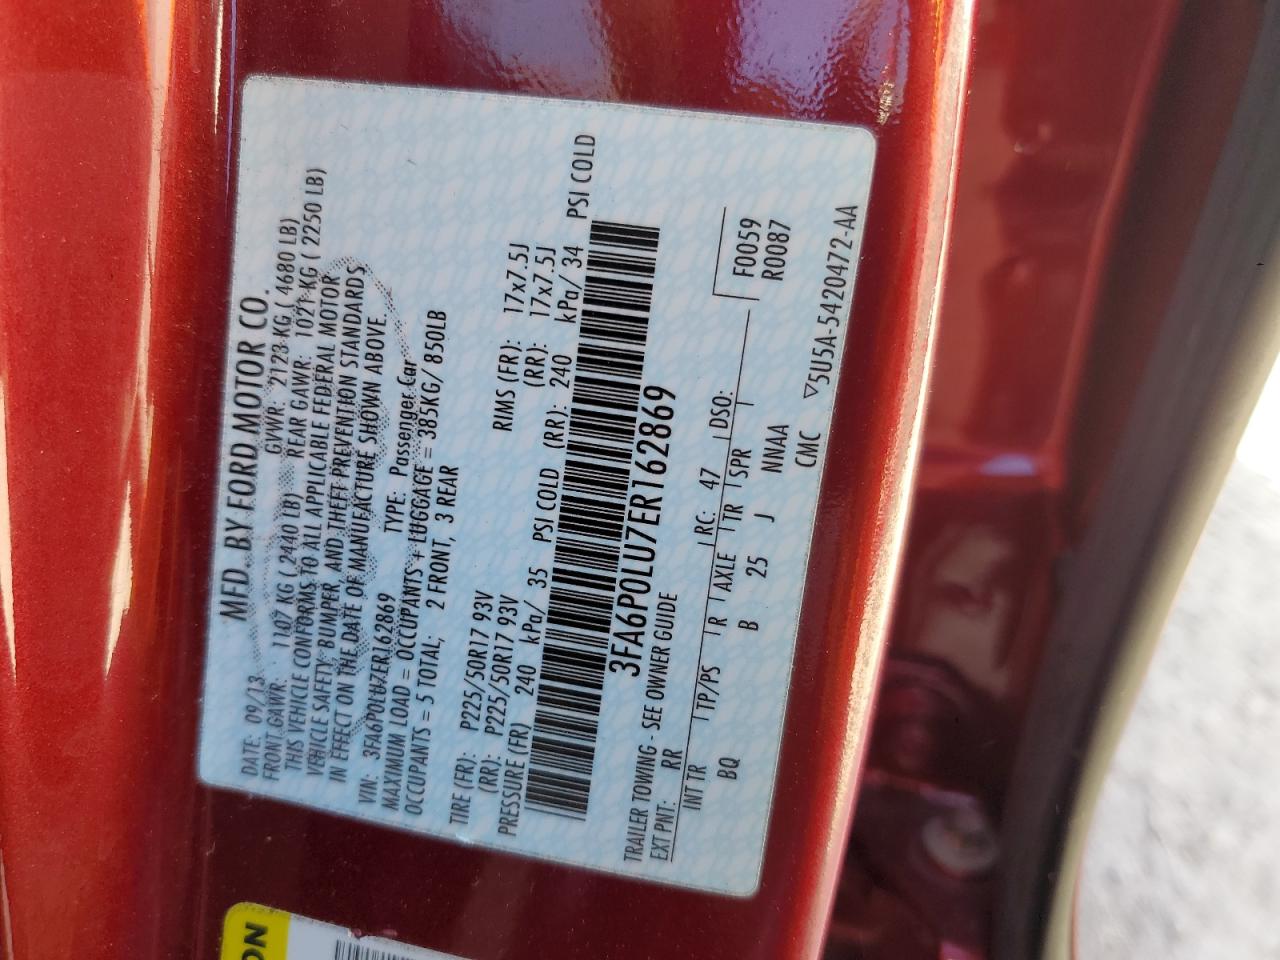 MFD. BY FORD MOTOR CO.
DATE: 09/13 GVWR: 2123 KG ( 4680 LB)
FRONT GAWR: 1107 KG ( 2440 LB) REAR GAWR: 1021 KG ( 2250 LB)
THIS VEHICLE CONFORMS TO ALL APPLICABLE FEDERAL MOTOR
VEHICLE SAFETY, BUMPER, AND THEFT PREVENTION STANDARDS
IN EFFECT ON THE DATE OF MANUFACTURE SHOWN ABOVE.
VIN: 3FA6P0LU7ER162869 TYPE: Passenger Car
MAXIMUM LOAD = OCCUPANTS + LUGGAGE = 385KG/ 850LB
OCCUPANTS = 5 TOTAL; 2 FRONT, 3 REAR
TIRE (FR): P225/50R17 93V RIMS (FR): 17x7.5J
(RR): P225/50R17 93V (RR): 17x7.5J
PRESSURE (FR) 240 kPa/ 35 PSI COLD (RR): 240 kPa/ 34 PSI COLD
3FA6P0LU7ER162869
TRAILER TOWING - SEE OWNER GUIDE
EXT PNT: RR RC: 47 DSO: F0059
R0087
INT TR TP/PS R AXLE TR SPR
BQ B 25 J NNAA
CMC ▽5U5A-5420472-AA
ON